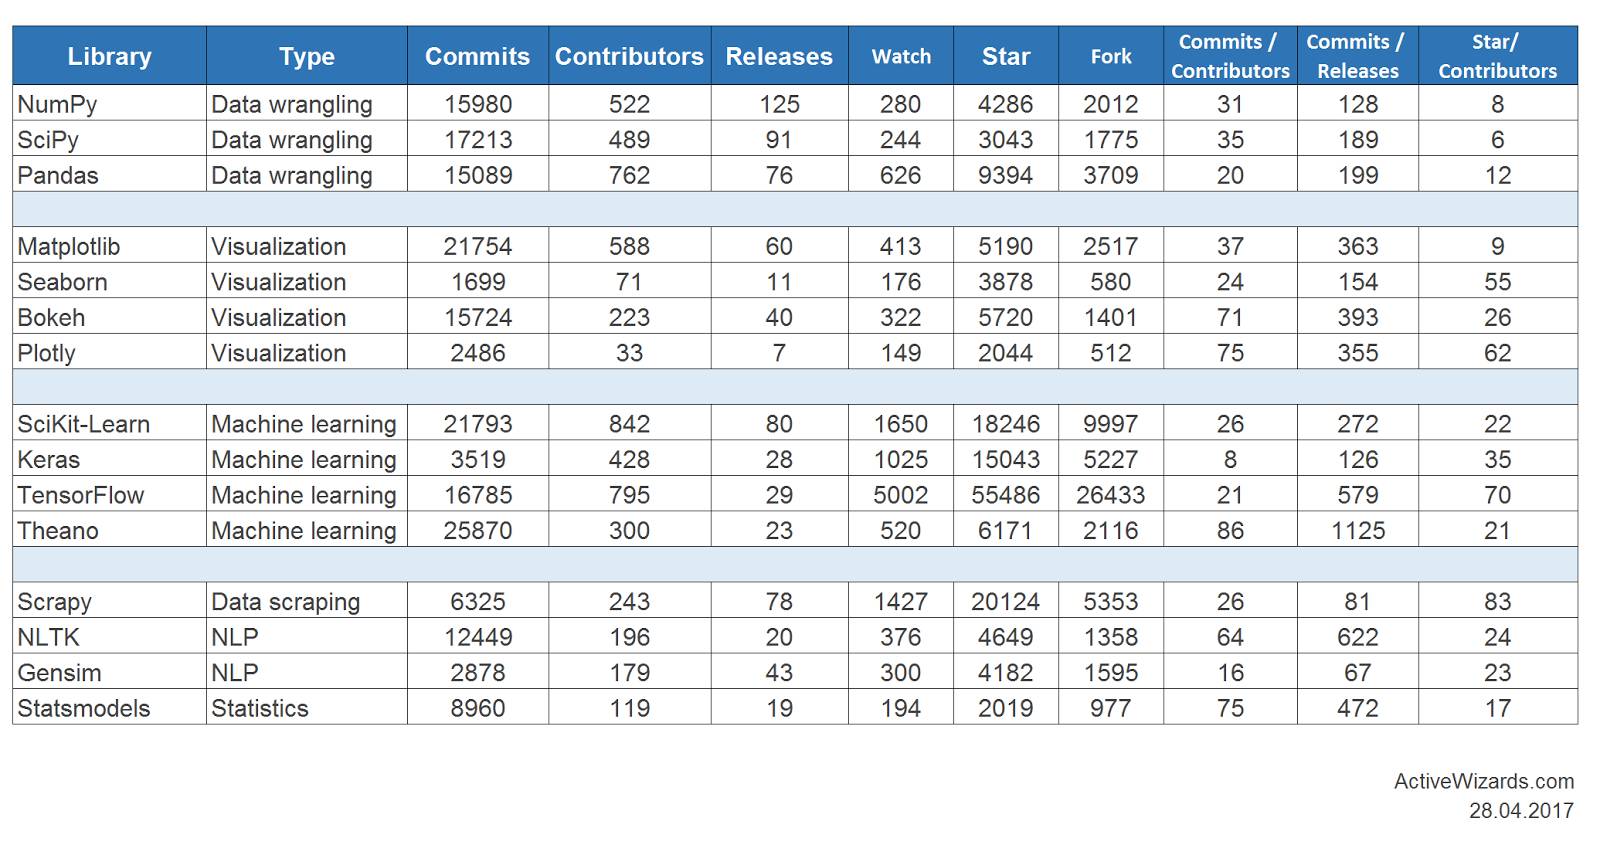 Library Type Commits Contributors Releases Watch Star Fork Commits / Contributors Commits / Releases Star/ Contributors
NumPy Data wrangling 15980 522 125 280 4286 2012 31 128 8
SciPy Data wrangling 17213 489 91 244 3043 1775 35 189 6
Pandas Data wrangling 15089 762 76 626 9394 3709 20 199 12
Matplotlib Visualization 21754 588 60 413 5190 2517 37 363 9
Seaborn Visualization 1699 71 11 176 3878 580 24 154 55
Bokeh Visualization 15724 223 40 322 5720 1401 71 393 26
Plotly Visualization 2486 33 7 149 2044 512 75 355 62
SciKit-Learn Machine learning 21793 842 80 1650 18246 9997 26 272 22
Keras Machine learning 3519 428 28 1025 15043 5227 8 126 35
TensorFlow Machine learning 16785 795 29 5002 55486 26433 21 579 70
Theano Machine learning 25870 300 23 520 6171 2116 86 1125 21
Scrapy Data scraping 6325 243 78 1427 20124 5353 26 81 83
NLTK NLP 12449 196 20 376 4649 1358 64 622 24
Gensim NLP 2878 179 43 300 4182 1595 16 67 23
Statsmodels Statistics 8960 119 19 194 2019 977 75 472 17
ActiveWizards.com
28.04.2017